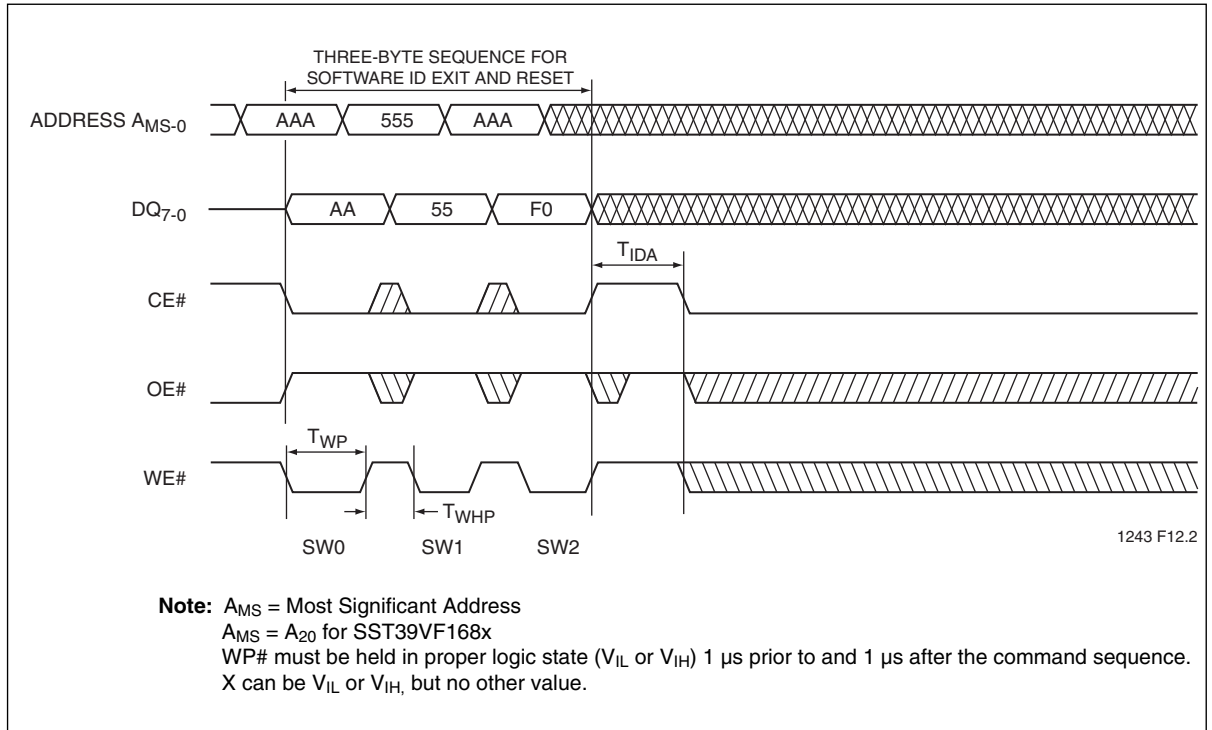 THREE-BYTE SEQUENCE FOR
SOFTWARE ID EXIT AND RESET
ADDRESS AMS-0
AAA 555 AAA
DQ7-0
AA 55 F0
TIDA
CE#
OE#
TWP
WE#
TWHP
SW0 SW1 SW2
1243 F12.2
Note: AMS = Most Significant Address
AMS = A20 for SST39VF168x
WP# must be held in proper logic state (VIL or VIH) 1 µs prior to and 1 µs after the command sequence.
X can be VIL or VIH, but no other value.